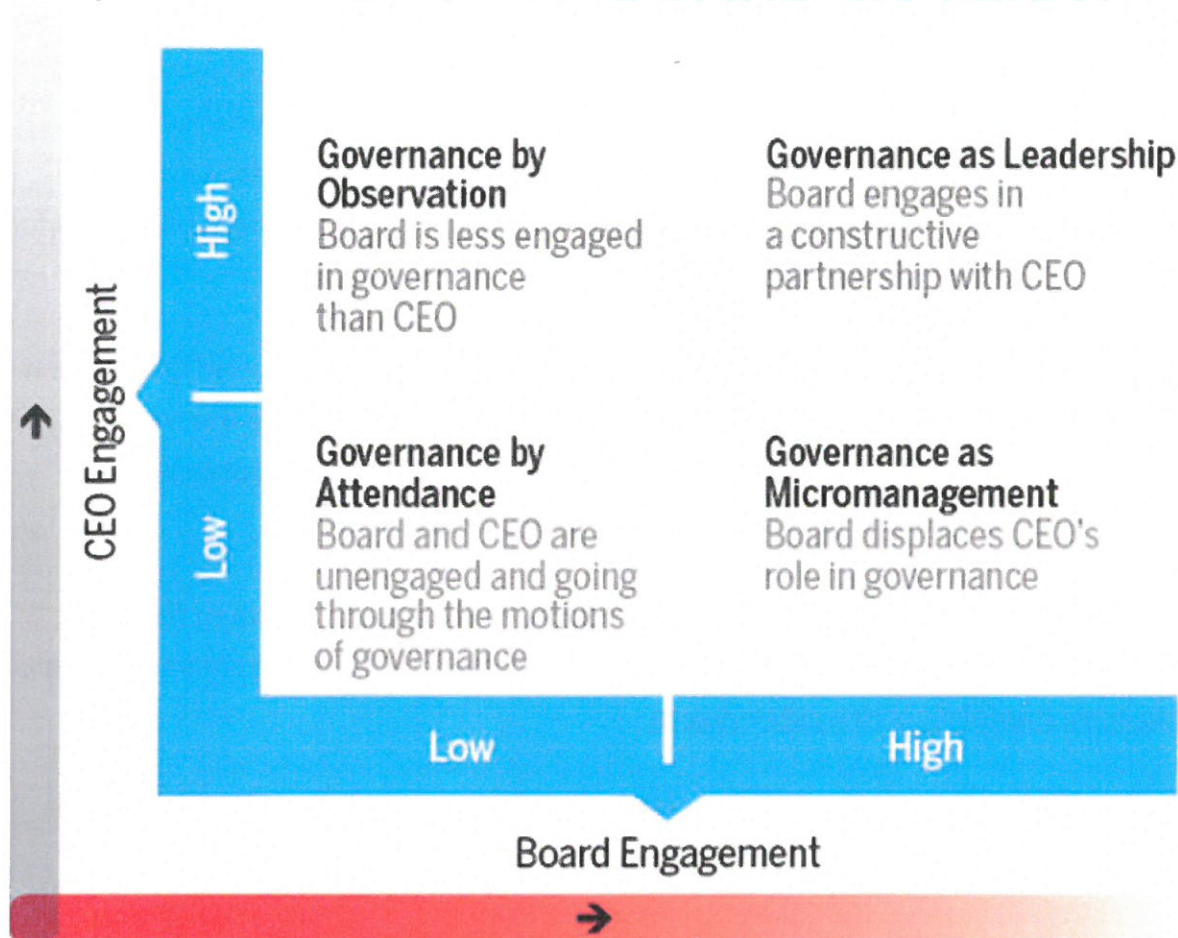 High
Governance by
Observation
Board is less engaged
in governance
than CEO
Governance as Leadership
Board engages in
a constructive
partnership with CEO
CEO Engagement
Low
Governance by
Attendance
Board and CEO are
unengaged and going
through the motions
of governance
Governance as
Micromanagement
Board displaces CEO's
role in governance
Low
High
Board Engagement